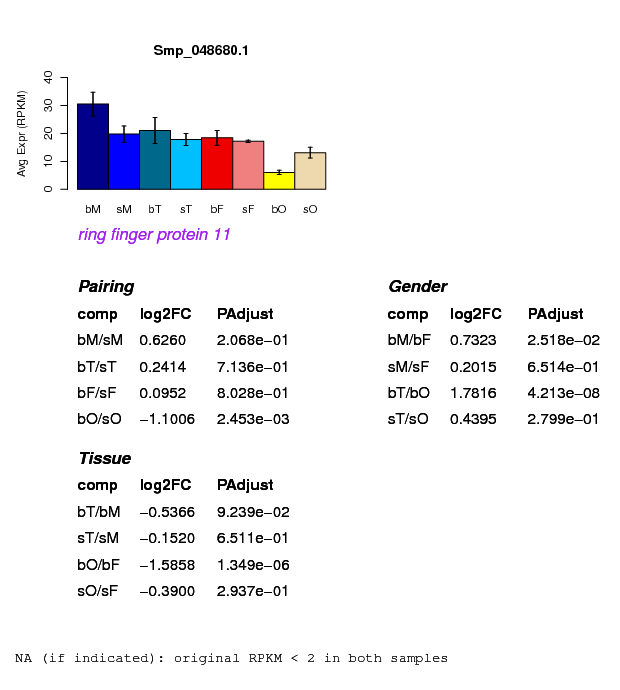 Smp_048680.1
Avg Expr (RPKM)
0 10 20 30 40
bM sM bT sT bF sF bO sO
ring finger protein 11
Pairing
comp log2FC PAdjust
bM/sM 0.6260 2.068e−01
bT/sT 0.2414 7.136e−01
bF/sF 0.0952 8.028e−01
bO/sO −1.1006 2.453e−03
Gender
comp log2FC PAdjust
bM/bF 0.7323 2.518e−02
sM/sF 0.2015 6.514e−01
bT/bO 1.7816 4.213e−08
sT/sO 0.4395 2.799e−01
Tissue
comp log2FC PAdjust
bT/bM −0.5366 9.239e−02
sT/sM −0.1520 6.511e−01
bO/bF −1.5858 1.349e−06
sO/sF −0.3900 2.937e−01
NA (if indicated): original RPKM < 2 in both samples